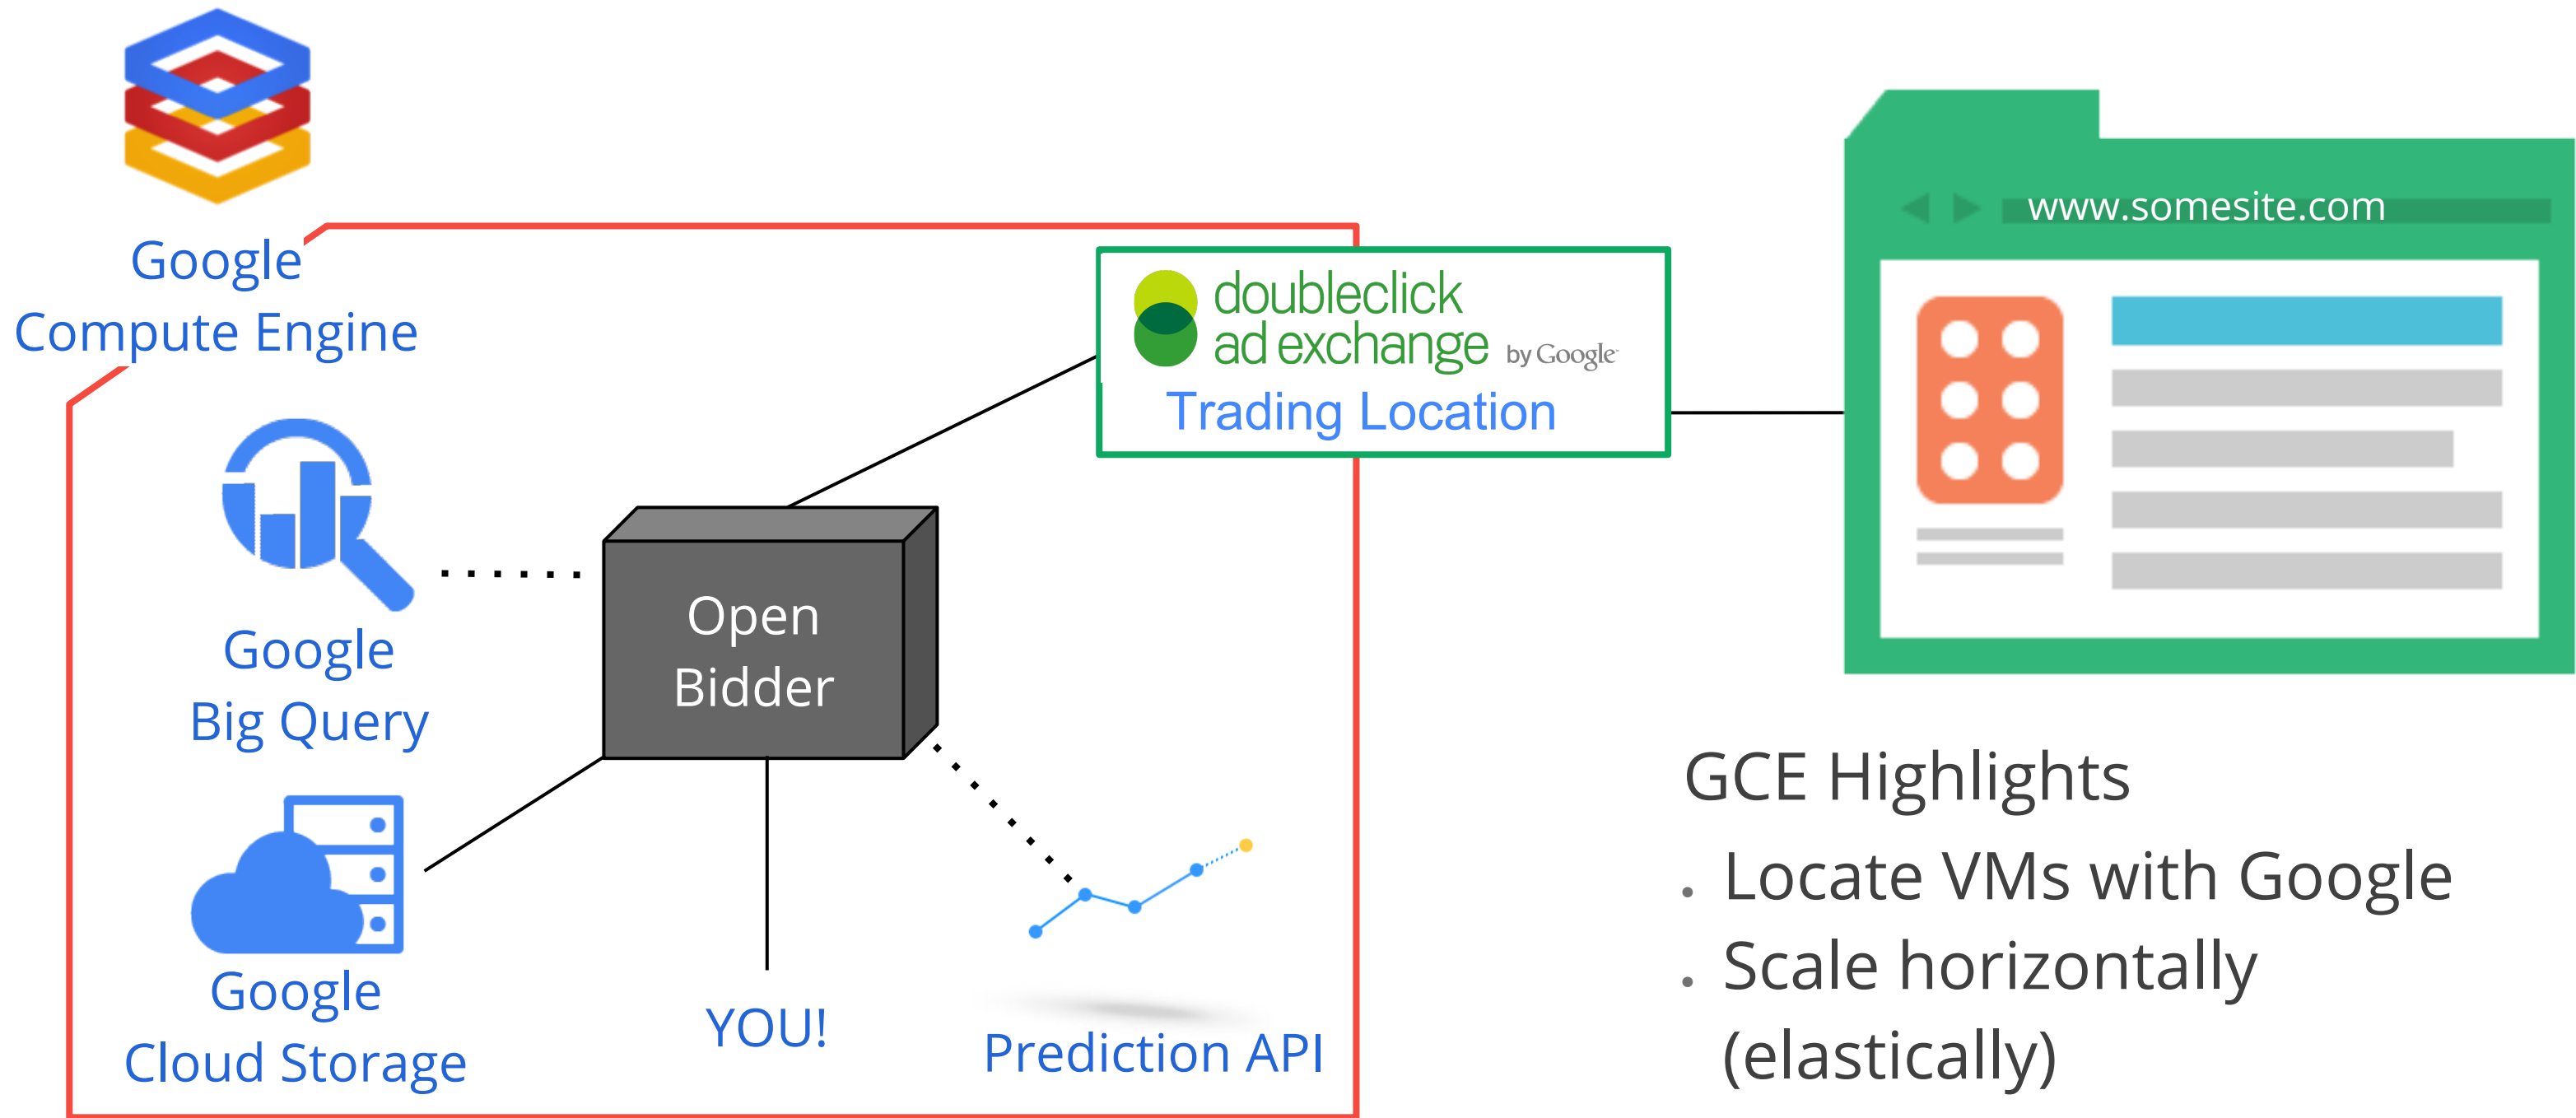 Google
Compute Engine
doubleclick
ad exchange by Google
Trading Location
www.somesite.com
Google
Big Query
Open
Bidder
Google
Cloud Storage
YOU!
Prediction API
GCE Highlights
• Locate VMs with Google
• Scale horizontally
(elastically)